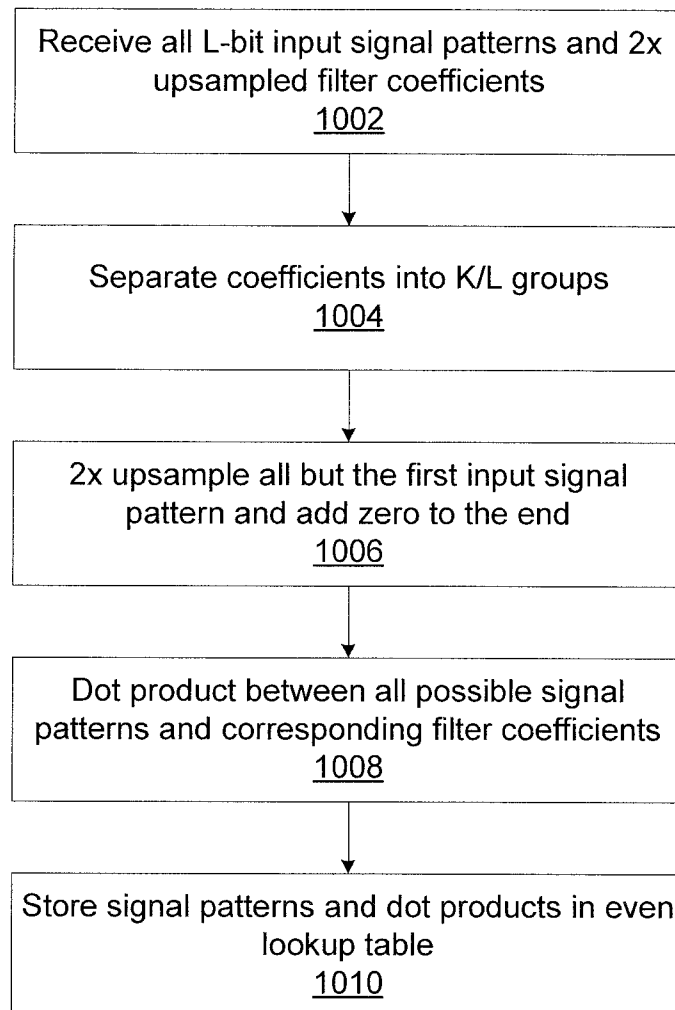 Receive all L-bit input signal patterns and 2x
upsampled filter coefficients
1002
Separate coefficients into K/L groups
1004
2x upsample all but the first input signal
pattern and add zero to the end
1006
Dot product between all possible signal
patterns and corresponding filter coefficients
1008
Store signal patterns and dot products in even
lookup table
1010